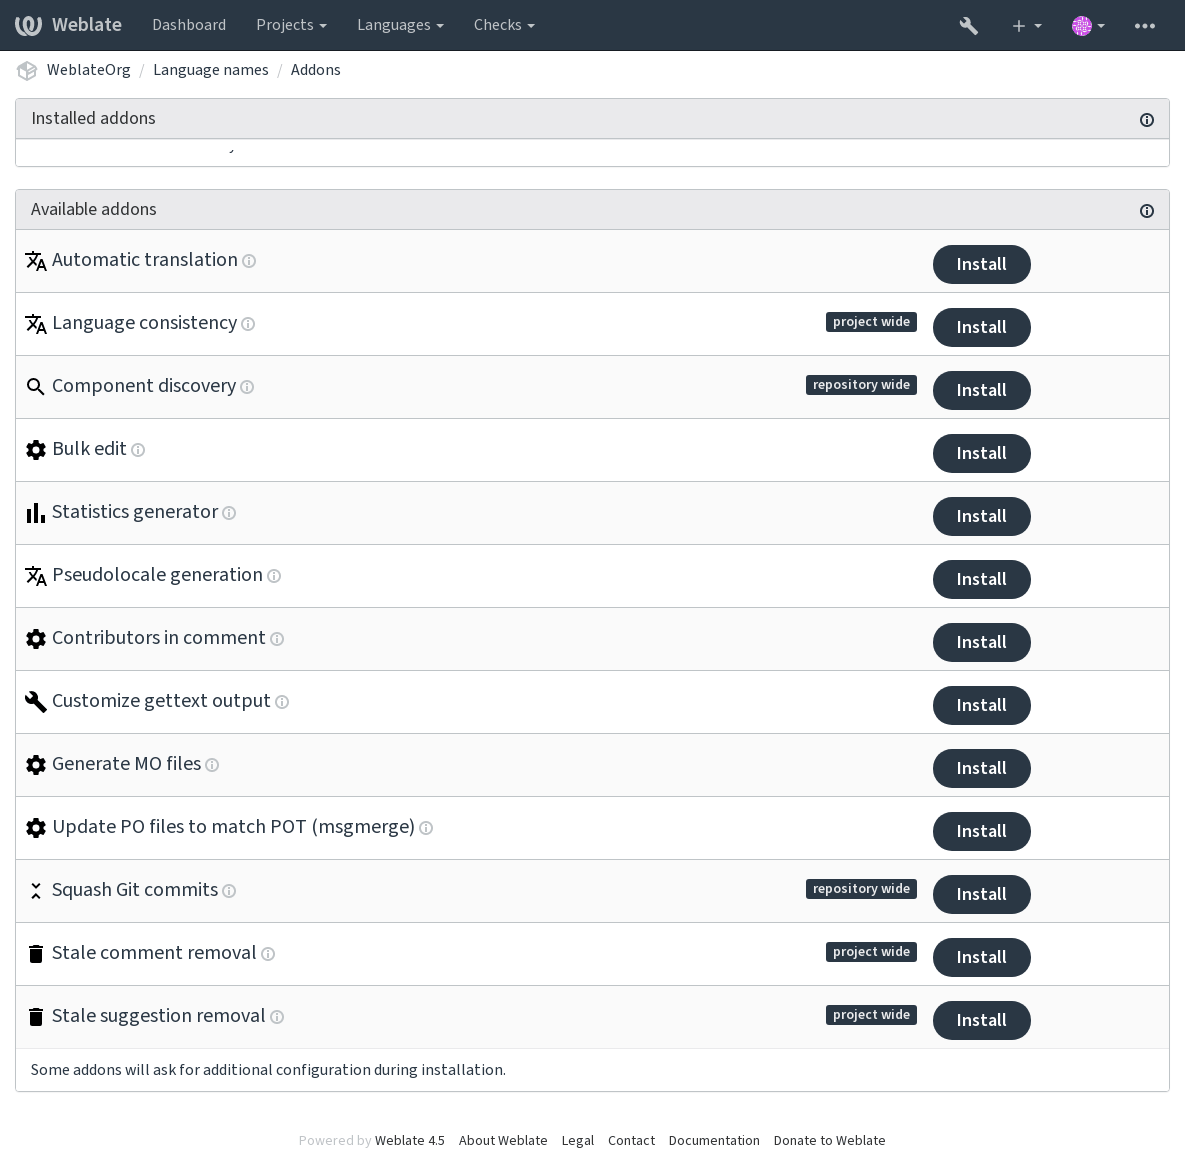 Weblate Dashboard Projects Languages Checks
WeblateOrg / Language names / Addons
Installed addons
Available addons
Automatic translation Install
Language consistency project wide Install
Component discovery repository wide Install
Bulk edit Install
Statistics generator Install
Pseudolocale generation Install
Contributors in comment Install
Customize gettext output Install
Generate MO files Install
Update PO files to match POT (msgmerge) Install
Squash Git commits repository wide Install
Stale comment removal project wide Install
Stale suggestion removal project wide Install
Some addons will ask for additional configuration during installation.
Powered by Weblate 4.5 About Weblate Legal Contact Documentation Donate to Weblate